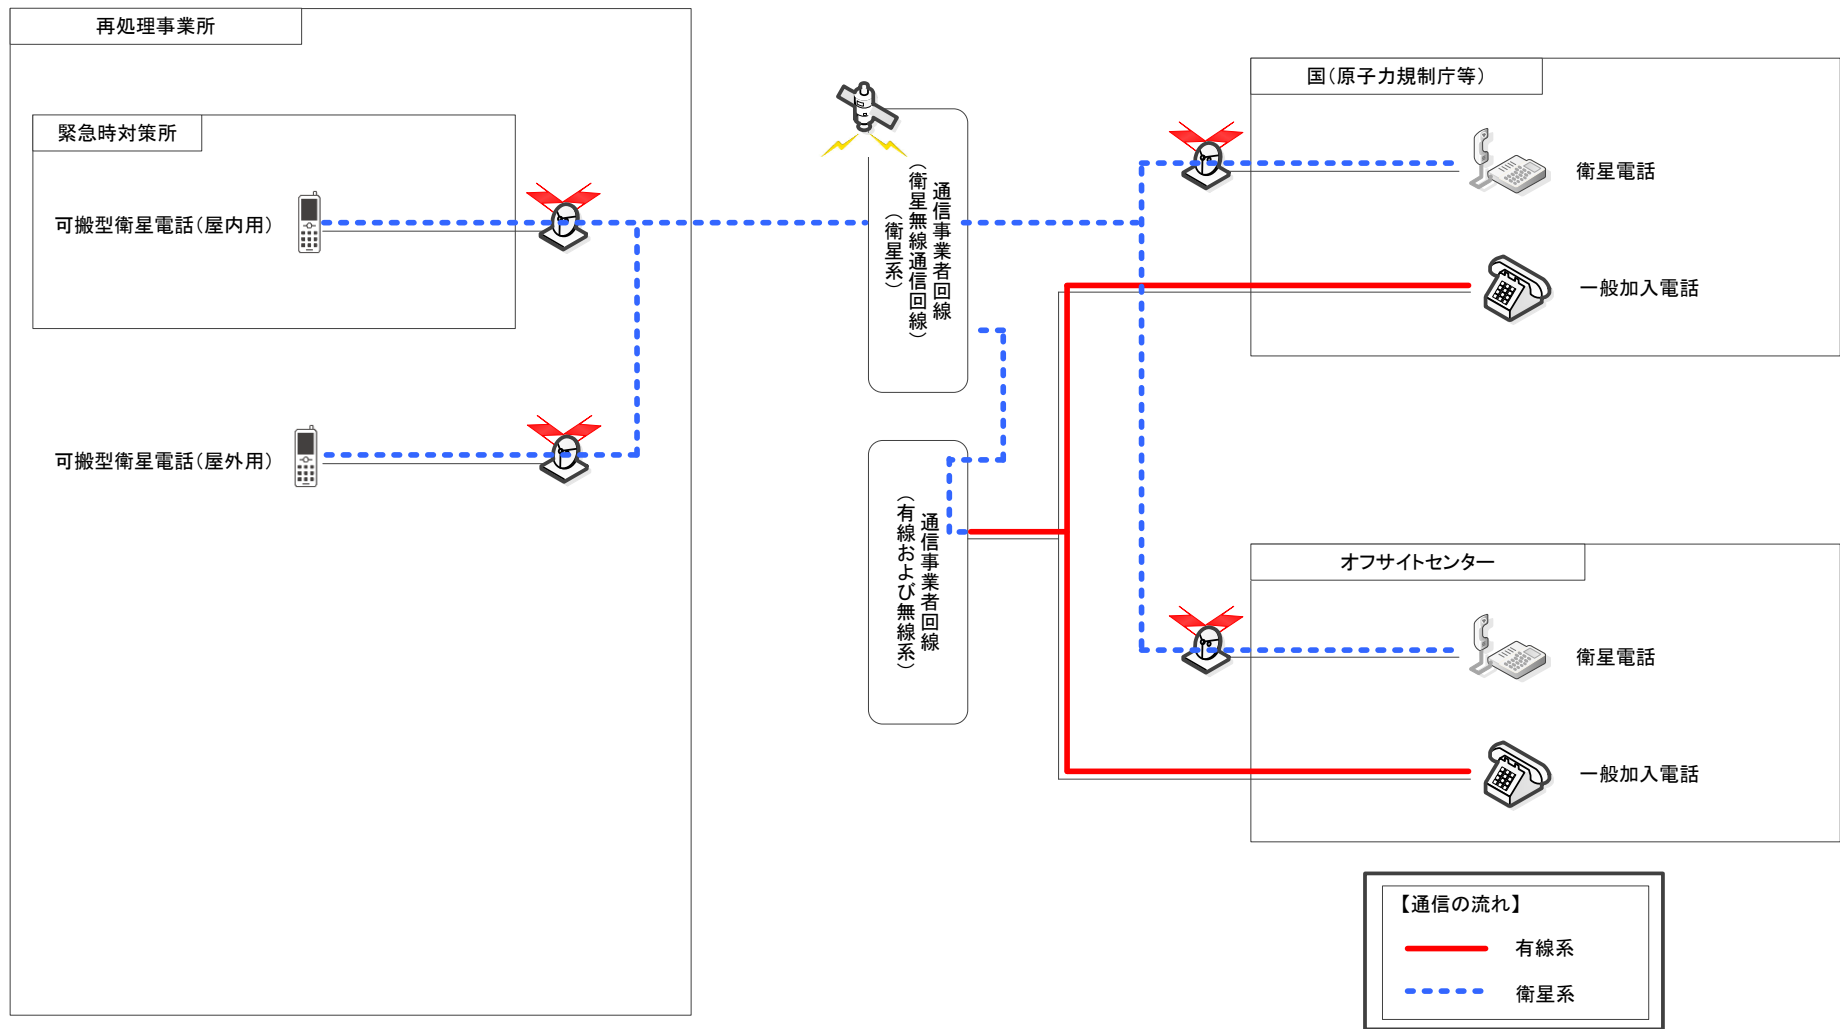 再処理事業所
緊急時対策所
可搬型衛星電話(屋内用)
可搬型衛星電話(屋外用)
通信事業者回線
(衛星無線通信回線)
(衛星系)
通信事業者回線
(有線および無線系)
国(原子力規制庁等)
衛星電話
一般加入電話
オフサイトセンター
衛星電話
一般加入電話
【通信の流れ】
有線系
衛星系